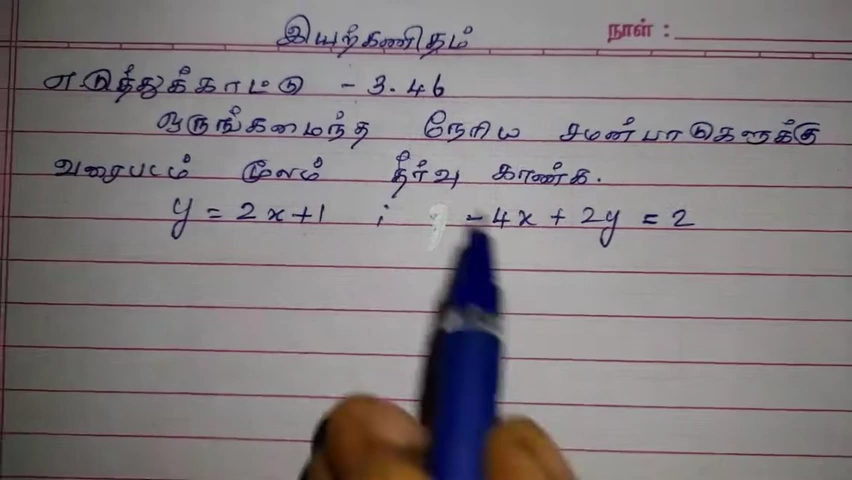 இயற்கணிதம்
நாள் :
எடுத்துக்காட்டு - 3.46
ஒருங்கமைந்த நேரிய சமன்பாடுகளுக்கு
வரைபடம் மூலம் தீர்வு காண்க.
y = 2x+1 ; -4x + 2y = 2